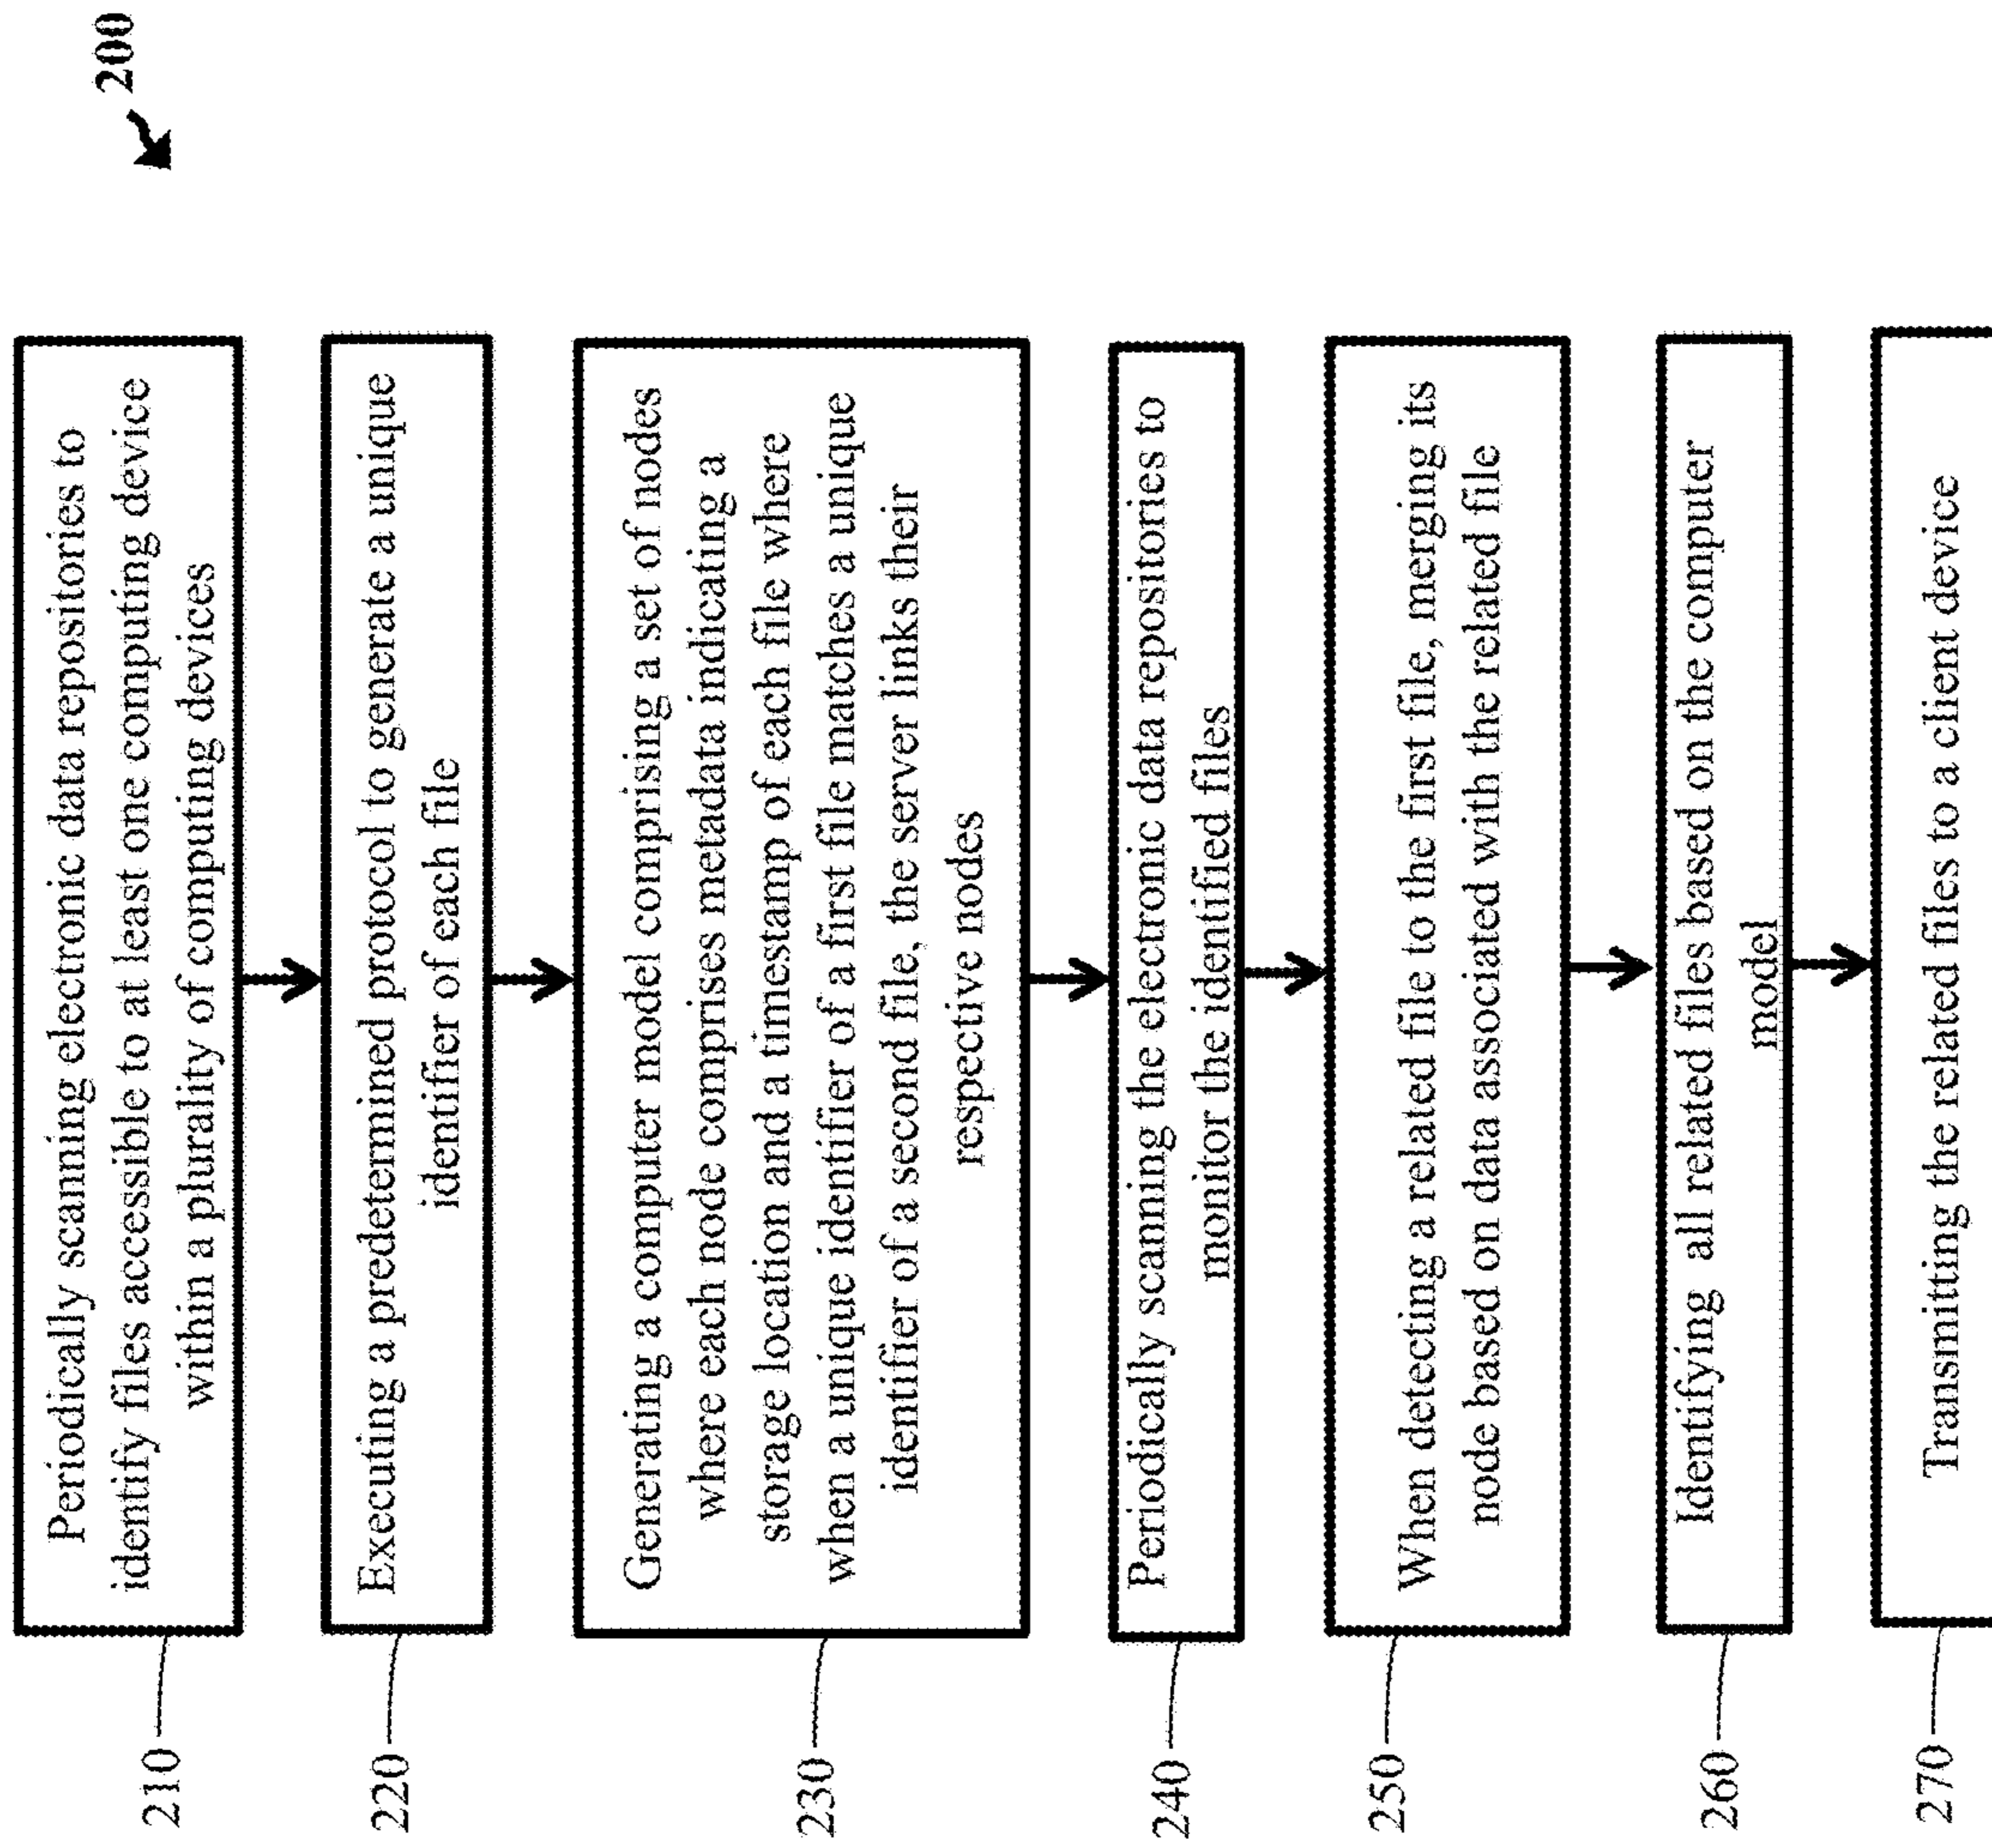 200
210
Periodically scanning electronic data repositories to
identify files accessible to at least one computing device
within a plurality of computing devices
220
Executing a predetermined protocol to generate a unique
identifier of each file
230
Generating a computer model comprising a set of nodes
where each node comprises metadata indicating a
storage location and a timestamp of each file where
when a unique identifier of a first file matches a unique
identifier of a second file, the server links their
respective nodes
240
Periodically scanning the electronic data repositories to
monitor the identified files
250
When detecting a related file to the first file, merging its
node based on data associated with the related file
260
Identifying all related files based on the computer
model
270
Transmitting the related files to a client device